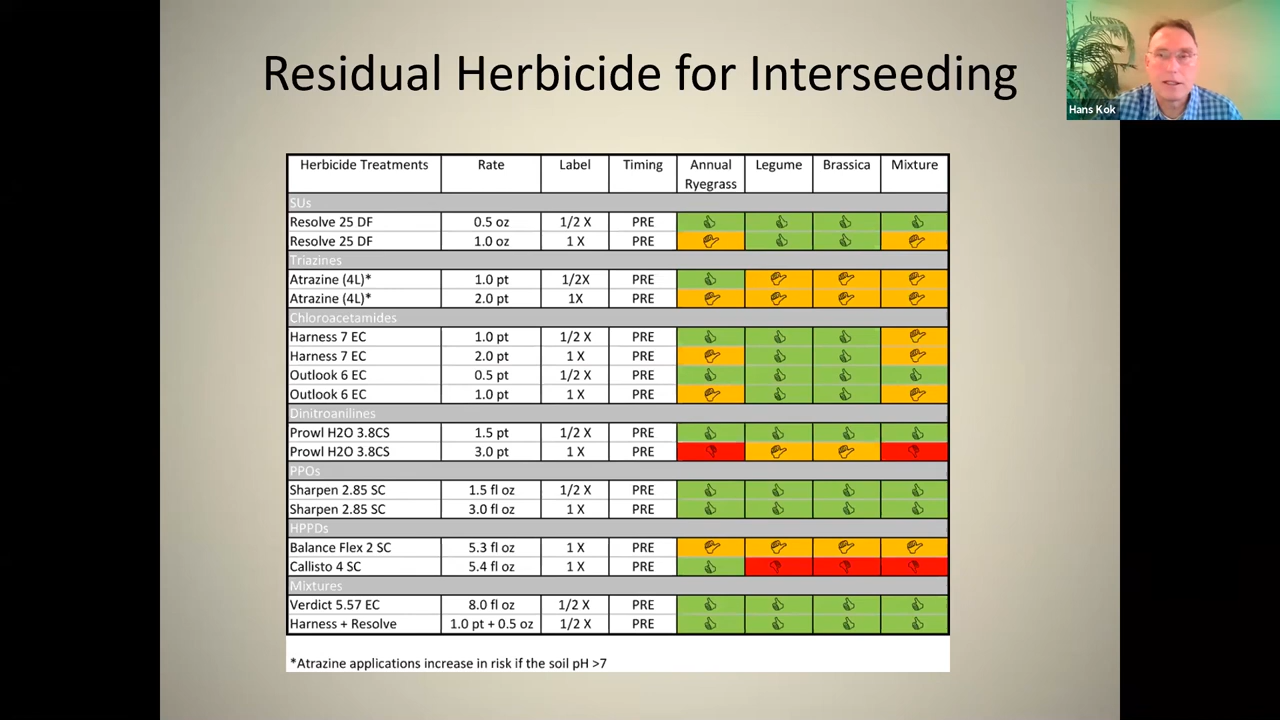 Residual Herbicide for Interseeding
Hans Kok
Herbicide Treatments Rate Label Timing Annual Ryegrass Legume Brassica Mixture
SUs
Resolve 25 DF 0.5 oz 1/2 X PRE
Resolve 25 DF 1.0 oz 1 X PRE
Triazines
Atrazine (4L)* 1.0 pt 1/2X PRE
Atrazine (4L)* 2.0 pt 1X PRE
Chloroacetamides
Harness 7 EC 1.0 pt 1/2 X PRE
Harness 7 EC 2.0 pt 1 X PRE
Outlook 6 EC 0.5 pt 1/2 X PRE
Outlook 6 EC 1.0 pt 1 X PRE
Dinitroanilines
Prowl H2O 3.8CS 1.5 pt 1/2 X PRE
Prowl H2O 3.8CS 3.0 pt 1 X PRE
PPOs
Sharpen 2.85 SC 1.5 fl oz 1/2 X PRE
Sharpen 2.85 SC 3.0 fl oz 1 X PRE
HPPDs
Balance Flex 2 SC 5.3 fl oz 1 X PRE
Callisto 4 SC 5.4 fl oz 1 X PRE
Mixtures
Verdict 5.57 EC 8.0 fl oz 1/2 X PRE
Harness + Resolve 1.0 pt + 0.5 oz 1/2 X PRE
*Atrazine applications increase in risk if the soil pH >7